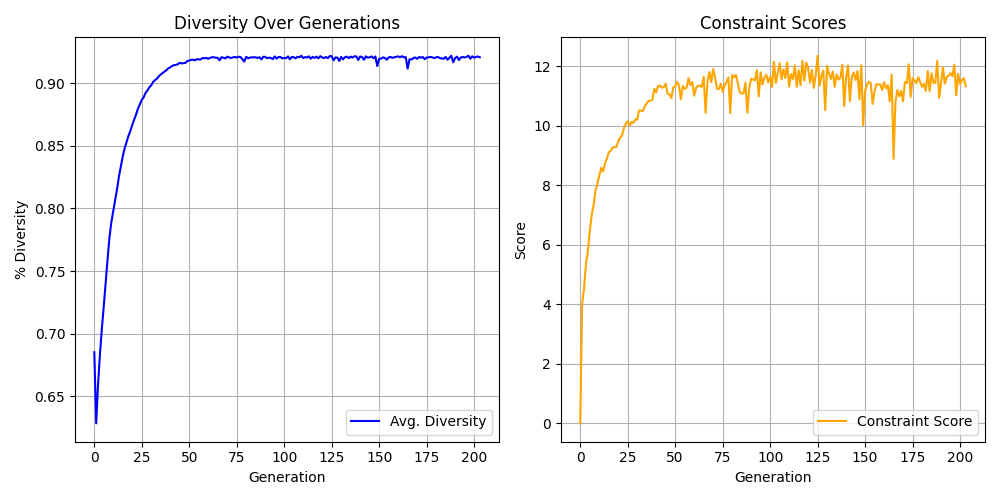 Diversity Over Generations
% Diversity
0.90
0.85
0.80
0.75
0.70
0.65
0 25 50 75 100 125 150 175 200
Generation
Avg. Diversity
Constraint Scores
Score
12
10
8
6
4
2
0
0 25 50 75 100 125 150 175 200
Generation
Constraint Score